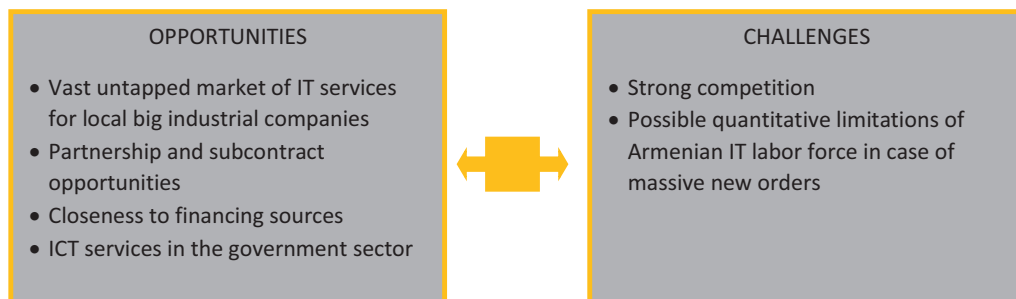 OPPORTUNITIES
• Vast untapped market of IT services
for local big industrial companies
• Partnership and subcontract
opportunities
• Closeness to financing sources
• ICT services in the government sector
CHALLENGES
• Strong competition
• Possible quantitative limitations of
Armenian IT labor force in case of
massive new orders